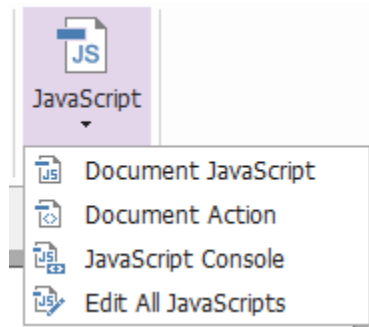 JS
JavaScript
Document JavaScript
Document Action
JavaScript Console
Edit All JavaScripts